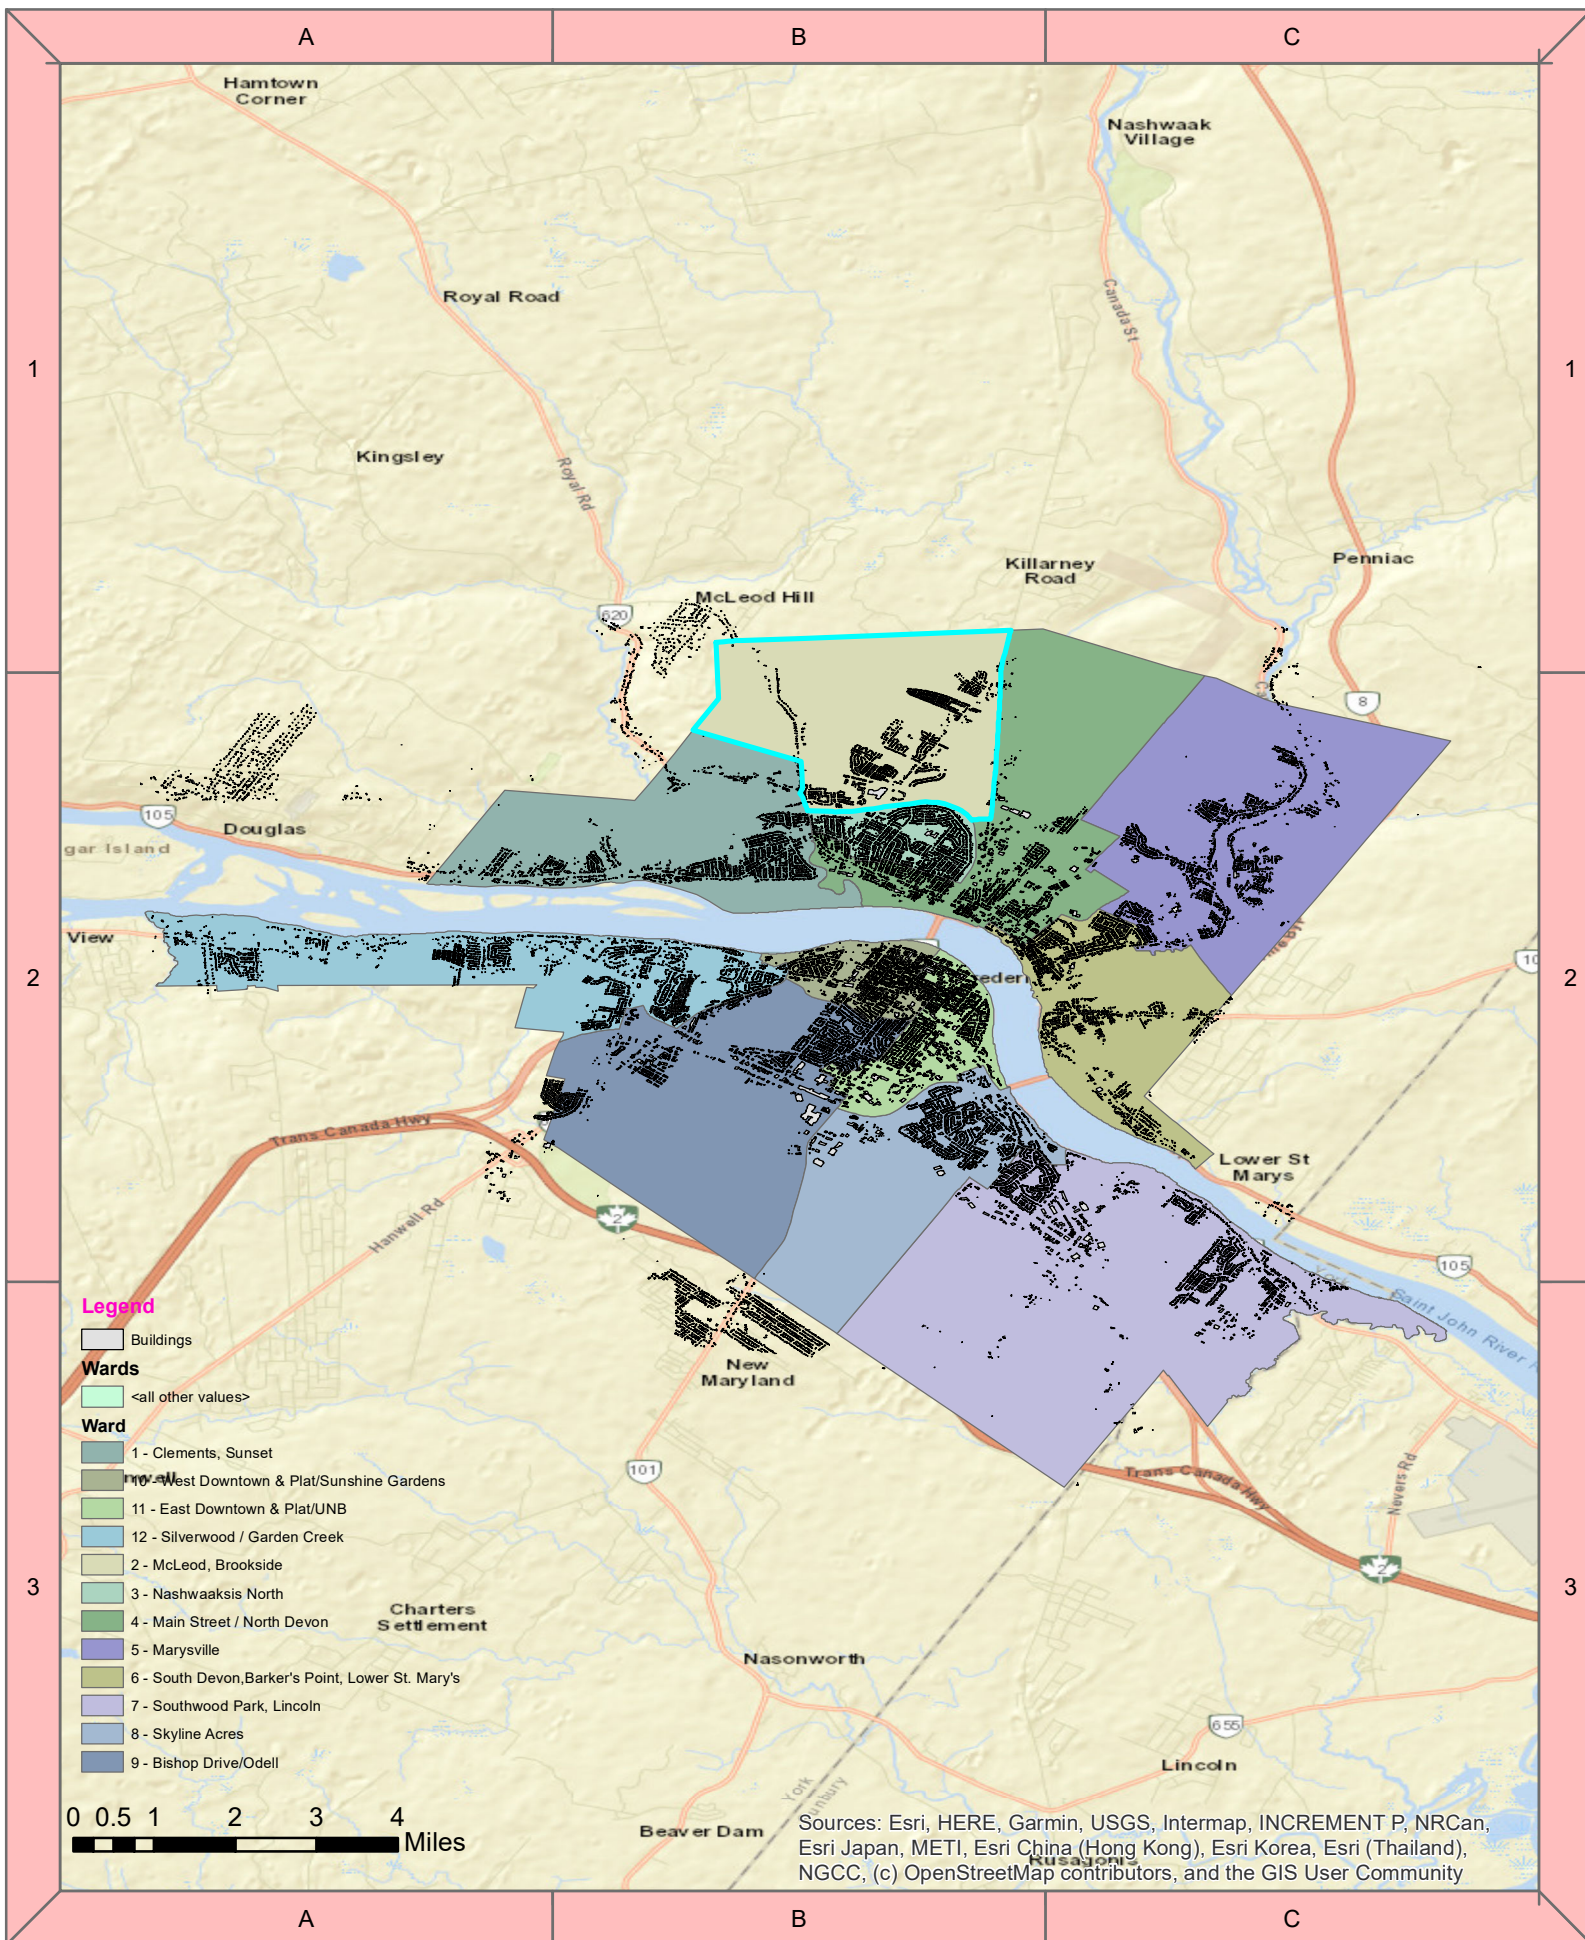 A B C
Hamtown
Corner
Nashwaak
Village
Canada St
Royal Road
1 1
Kingsley
Royal Rd
Killarney
Road
Penniac
McLeod Hill
620
8
105
Douglas
gar Island
View
2 2
ederi
10
Trans Canada Hwy
Lower St
Marys
Hanwell Rd
2
105
York
Saint John River
Legend
Buildings
Wards
<all other values>
Ward
1 - Clements, Sunset
10 - West Downtown & Plat/Sunshine Gardens
11 - East Downtown & Plat/UNB
12 - Silverwood / Garden Creek
2 - McLeod, Brookside
3 - Nashwaaksis North
4 - Main Street / North Devon
5 - Marysville
6 - South Devon,Barker's Point, Lower St. Mary's
7 - Southwood Park, Lincoln
8 - Skyline Acres
9 - Bishop Drive/Odell
New
Maryland
101
Trans Canada Hwy
Nevers Rd
2
3 3
Charters
Settlement
Nasonworth
655
Lincoln
York
unbury
Beaver Dam
Rusagonis
0 0.5 1 2 3 4
Miles
Sources: Esri, HERE, Garmin, USGS, Intermap, INCREMENT P, NRCan,
Esri Japan, METI, Esri China (Hong Kong), Esri Korea, Esri (Thailand),
NGCC, (c) OpenStreetMap contributors, and the GIS User Community
A B C